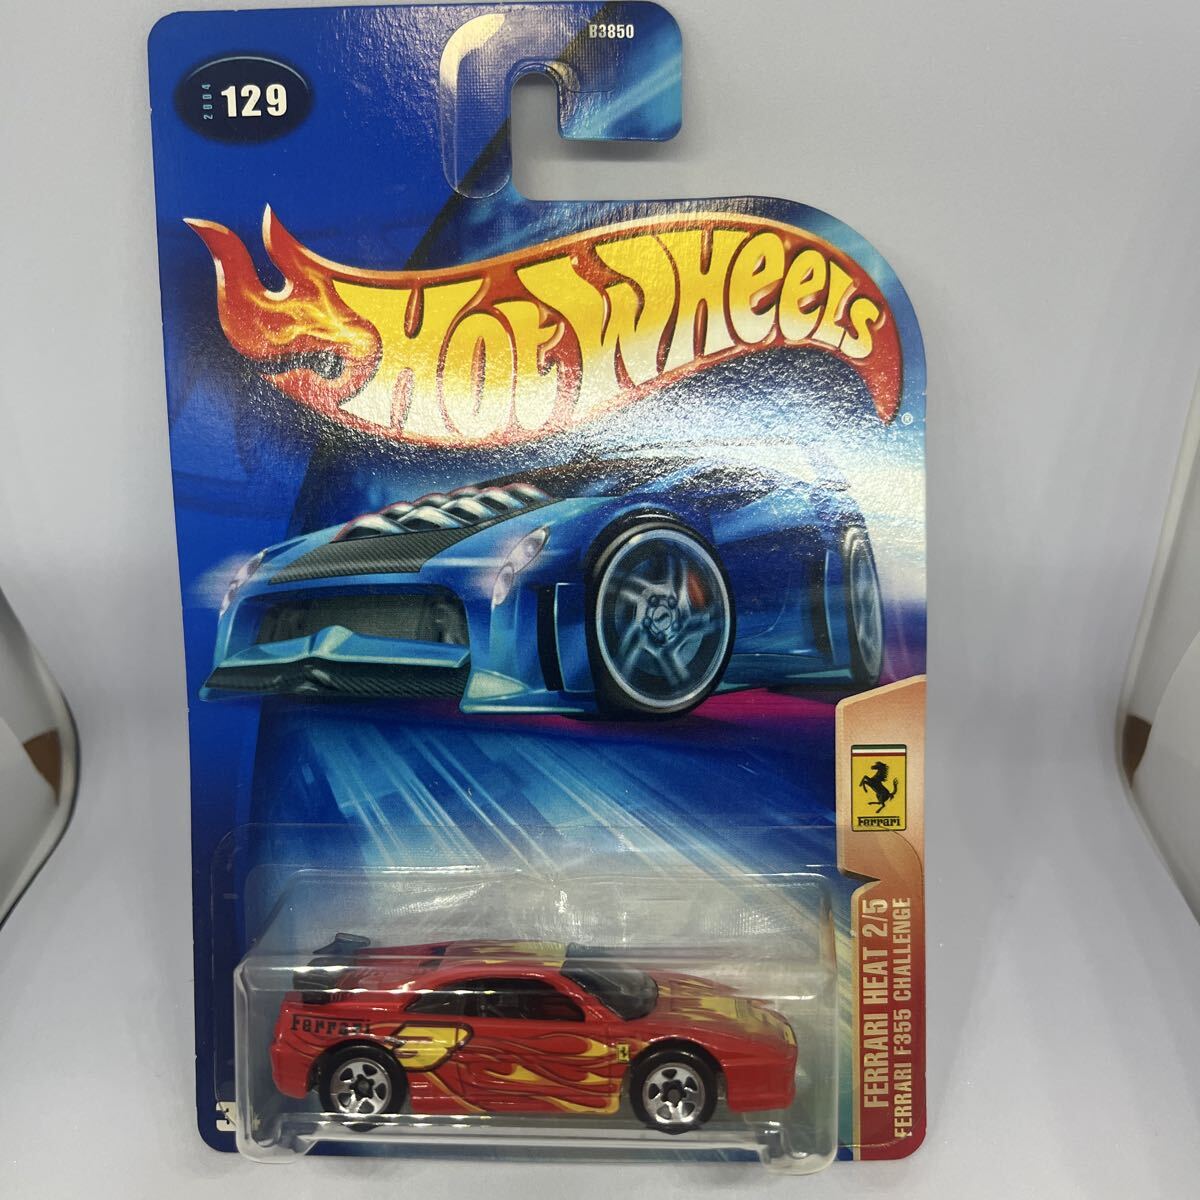 B3850
2004
129
HOT WHEELS
®
Ferrari
FERRARI HEAT 2/5
FERRARI F355 CHALLENGE
Ferrari